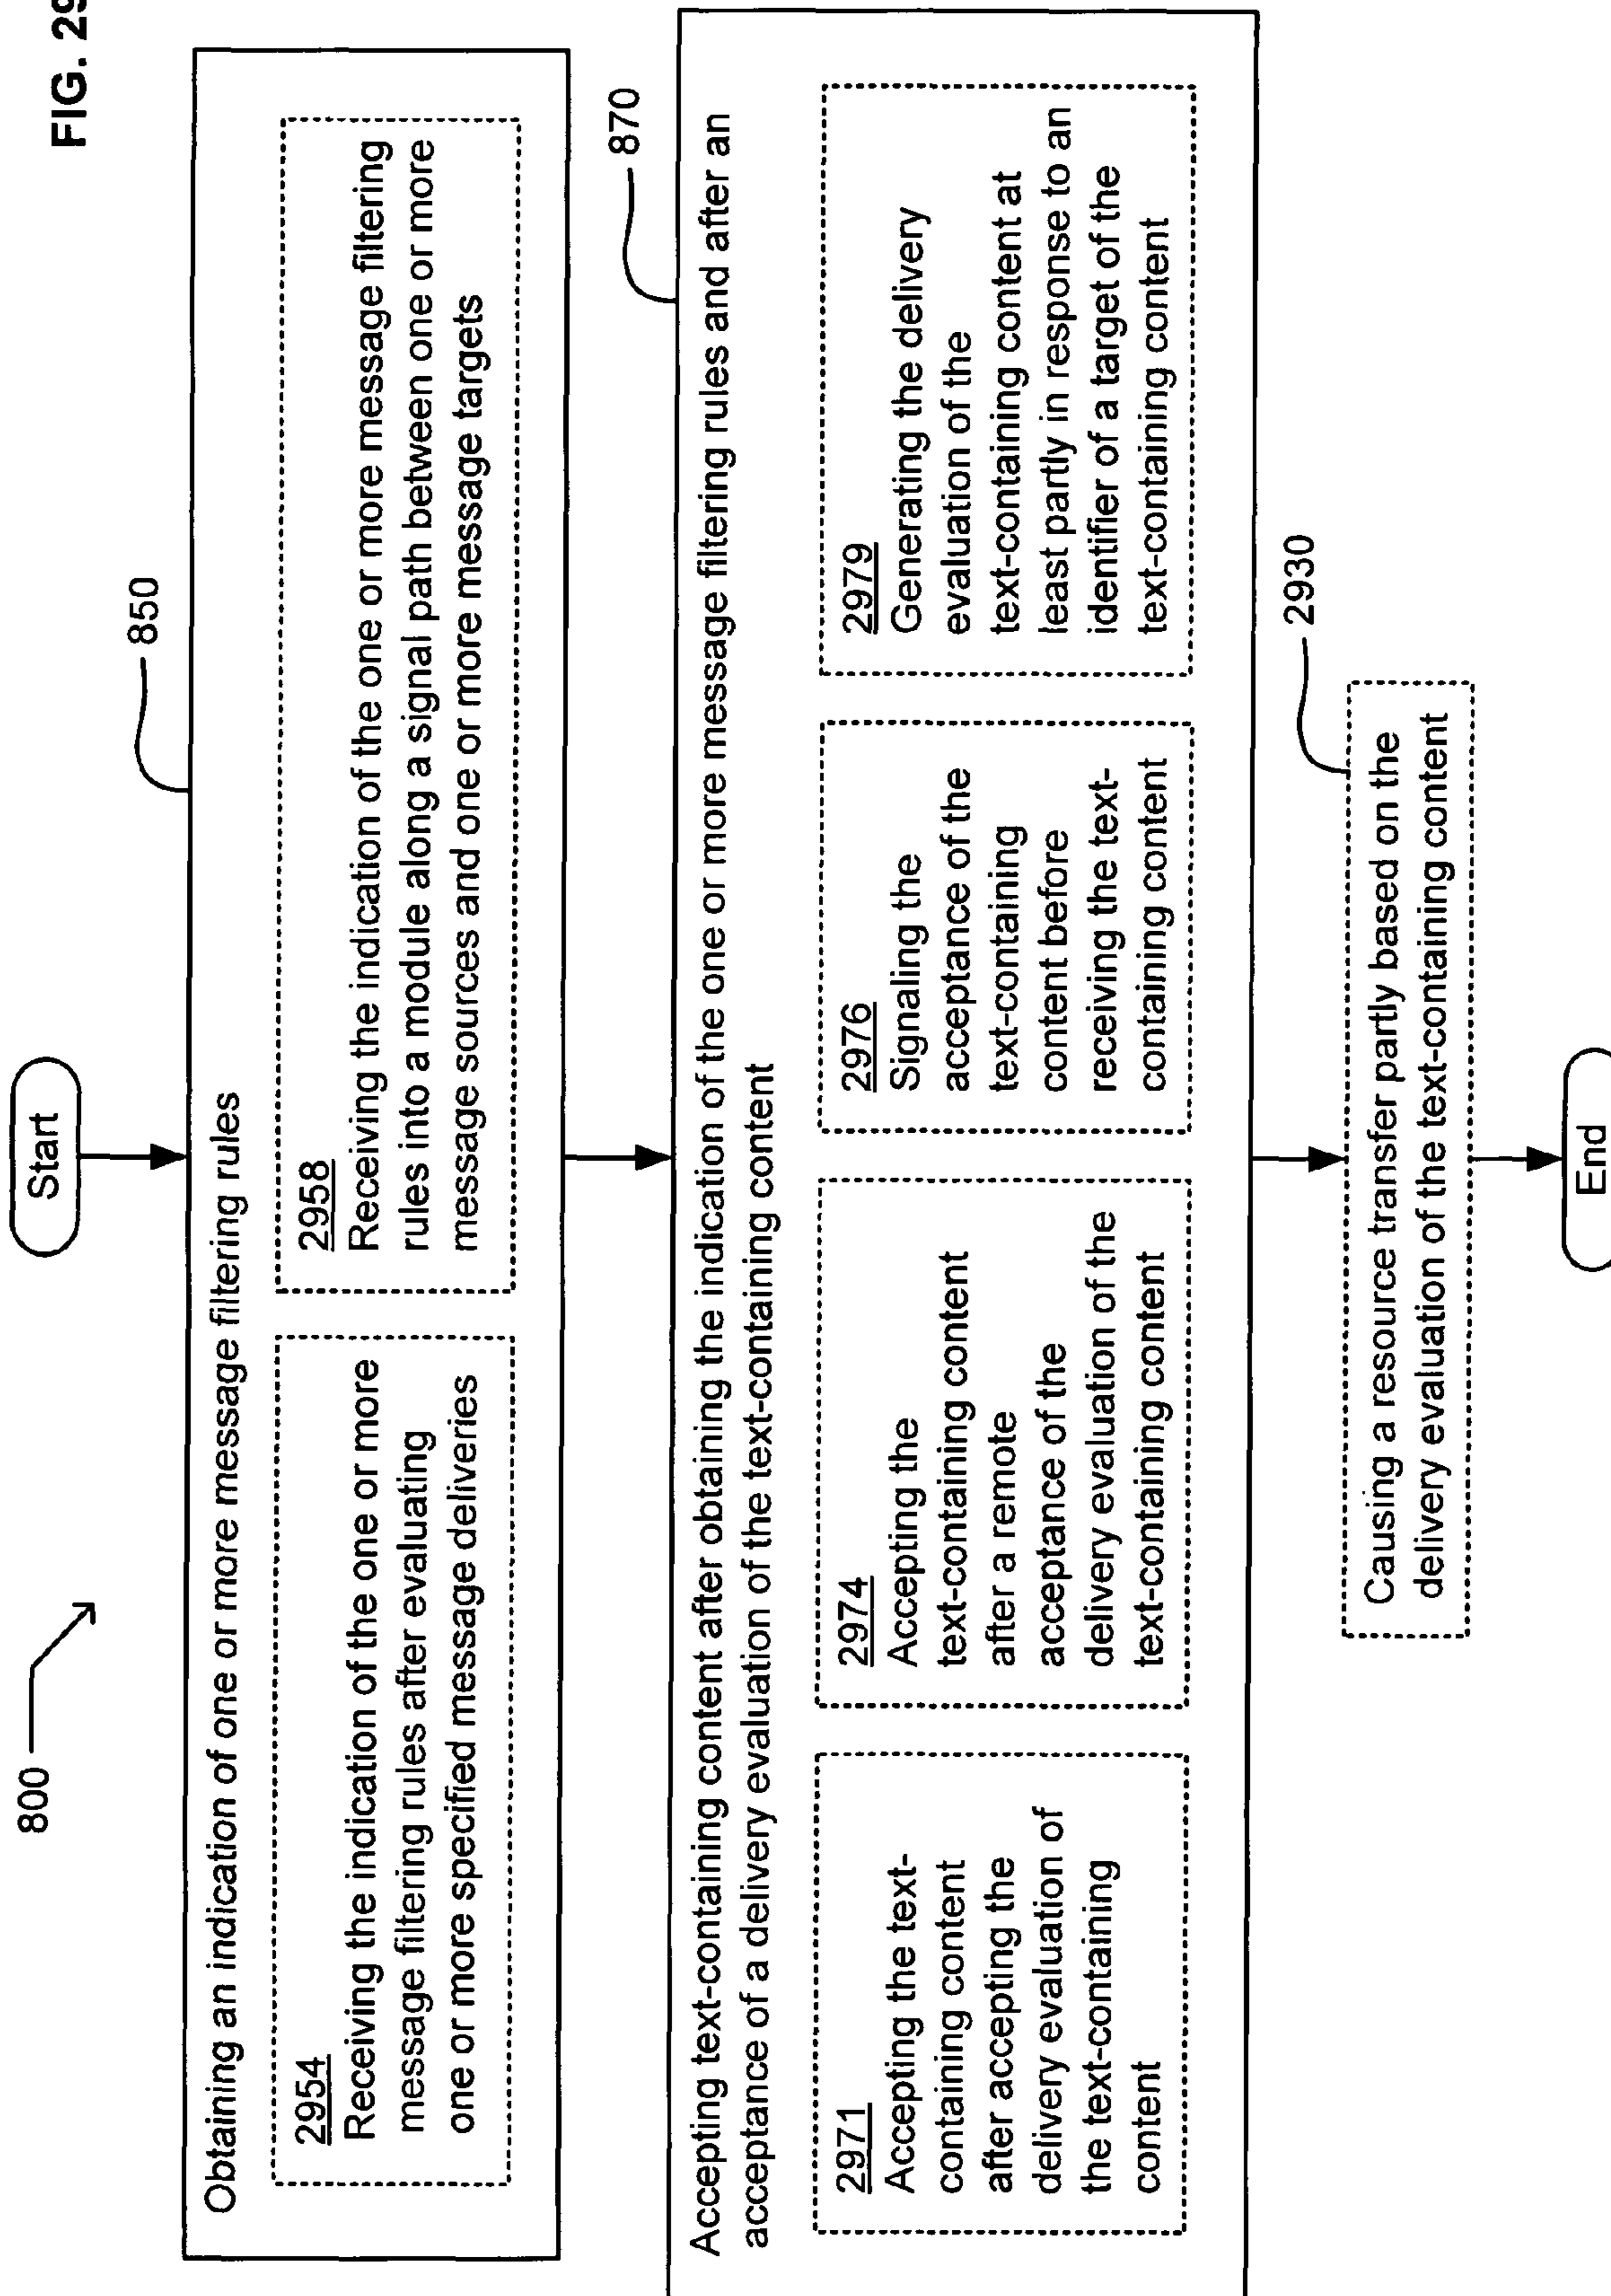 FIG. 29
800
Start
850
Obtaining an indication of one or more message filtering rules
2954
Receiving the indication of the one or more
message filtering rules after evaluating
one or more specified message deliveries
2958
Receiving the indication of the one or more message filtering
rules into a module along a signal path between one or more
message sources and one or more message targets
870
Accepting text-containing content after obtaining the indication of the one or more message filtering rules and after an
acceptance of a delivery evaluation of the text-containing content
2971
Accepting the text-
containing content
after accepting the
delivery evaluation of
the text-containing
content
2974
Accepting the
text-containing content
after a remote
acceptance of the
delivery evaluation of the
text-containing content
2976
Signaling the
acceptance of the
text-containing
content before
receiving the text-
containing content
2979
Generating the delivery
evaluation of the
text-containing content at
least partly in response to an
identifier of a target of the
text-containing content
2930
Causing a resource transfer partly based on the
delivery evaluation of the text-containing content
End